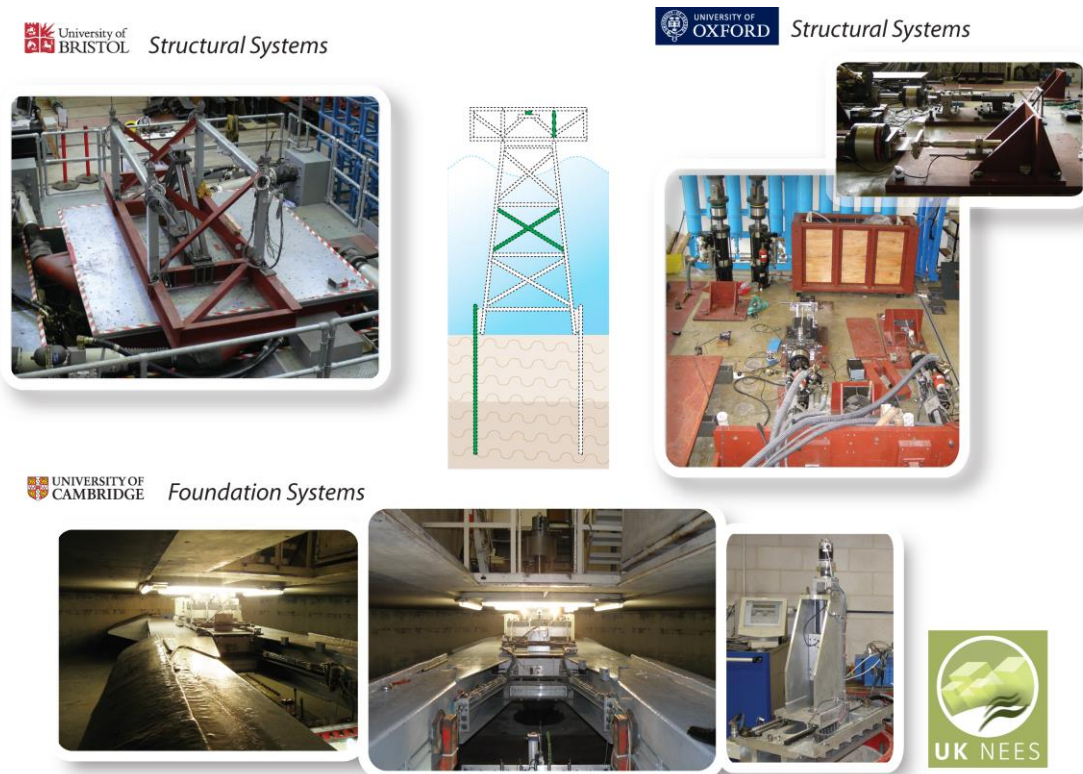 University of
BRISTOL
Structural Systems
UNIVERSITY OF
OXFORD
Structural Systems
UNIVERSITY OF
CAMBRIDGE
Foundation Systems
UK NEES